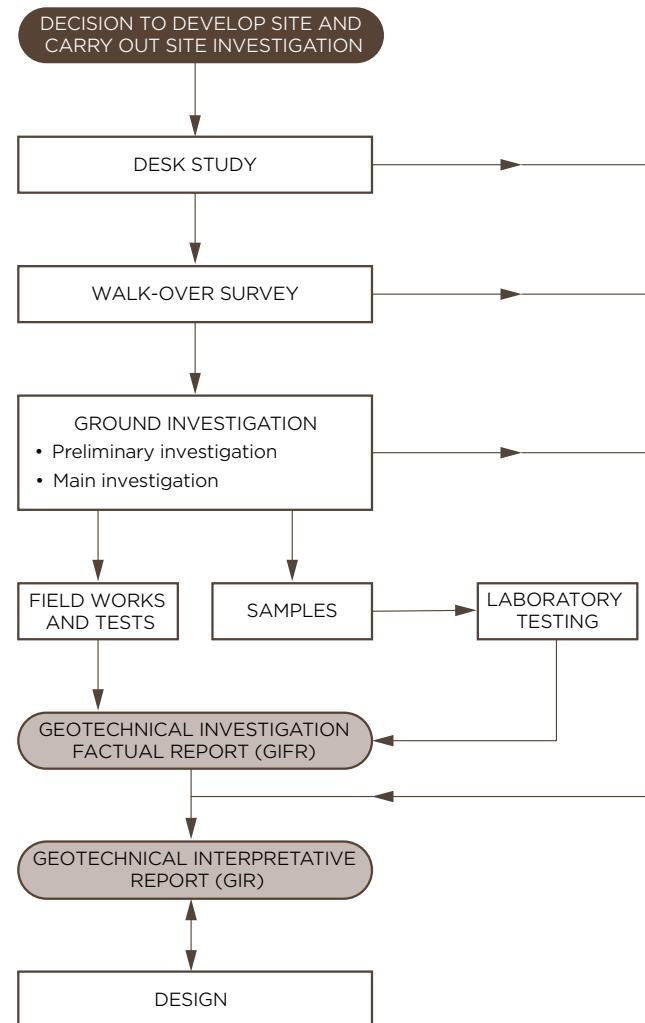 DECISION TO DEVELOP SITE AND
CARRY OUT SITE INVESTIGATION
DESK STUDY
WALK-OVER SURVEY
GROUND INVESTIGATION
• Preliminary investigation
• Main investigation
FIELD WORKS
AND TESTS
SAMPLES
LABORATORY
TESTING
GEOTECHNICAL INVESTIGATION
FACTUAL REPORT (GIFR)
GEOTECHNICAL INTERPRETATIVE
REPORT (GIR)
DESIGN